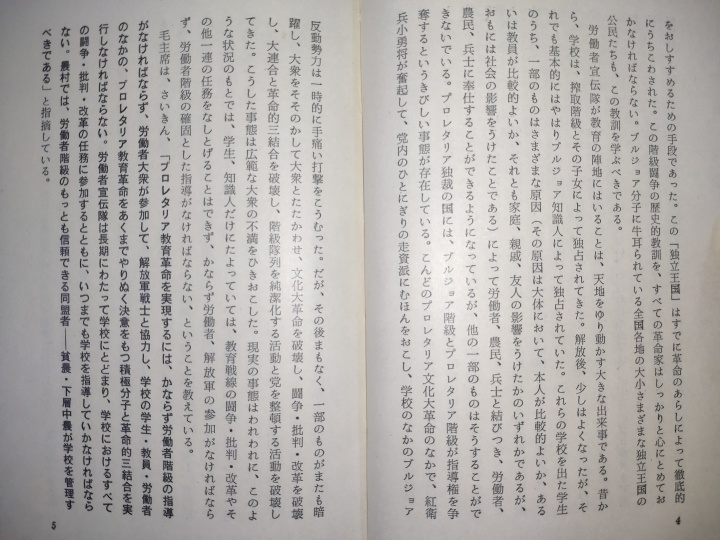 をおしすすめるための手段であった。この「独立王国」はすでに革命のあらしによって徹底的
にうちこわされた。この階級闘争の歴史的教訓を、すべての革命家はしっかりと心にとめてお
かなければならない。ブルジョア分子に牛耳られている全国各地の大小さまざまな独立王国の
公民たちも、この教訓を学ぶべきである。
労働者宣伝隊が教育の陣地にはいることは、天地をゆり動かす大きな出来事である。昔か
ら、学校は、搾取階級とその子女によって独占されてきた。解放後、少しはよくなったが、そ
れでも基本的にはやはりブルジョア知識人によって独占されていた。これらの学校を出た学生
のうち、一部のものはさまざまな原因（その原因は大体において、本人が比較的よいか、ある
いは教員が比較的よいか、それとも家庭、親戚、友人の影響をうけたかのいずれかであるが、
おもには社会の影響をうけたことである）によって労働者、農民、兵士と結びつき、労働者、
農民、兵士に奉仕することができるようになっているが、他の一部のものはそうすることがで
きないでいる。プロレタリア独裁の国には、ブルジョア階級とプロレタリア階級が指導権を争
奪するというきびしい事態が存在している。こんどのプロレタリア文化大革命のなかで、紅衛
兵小勇将が奮起して、党内のひとにぎりの走資派にむほんをおこし、学校のなかのブルジョア
4
反動勢力は一時的に手痛い打撃をこうむった。だが、その後まもなく、一部のものがまたも暗
躍し、大衆をそそのかして大衆とたたかわせ、文化大革命を破壊し、闘争・批判・改革を破壊
し、大連合と革命的三結合を破壊し、階級隊列を純潔化する活動と党を整頓する活動を破壊し
てきた。こうした事態は広範な大衆の不満をひきおこした。現実の事態はわれわれに、このよ
うな状況のもとでは、学生、知識人だけにたよっていては、教育戦線の闘争・批判・改革やそ
の他一連の任務をなしとげることはできず、かならず労働者、解放軍の参加がなければなら
ず、労働者階級の確固とした指導がなければならない、ということを教えている。
毛主席は、さいきん、「プロレタリア教育革命を実現するには、かならず労働者階級の指導
がなければならず、労働者大衆が参加して、解放軍戦士と協力し、学校の学生・教員・労働者
のなかの、プロレタリア教育革命をあくまでやりぬく決意をもつ積極分子と革命的三結合を実
行しなければならない。労働者宣伝隊は長期にわたって学校にとどまり、学校におけるすべて
の闘争・批判・改革の任務に参加するとともに、いつまでも学校を指導していかなければなら
ない。農村では、労働者階級のもっとも信頼できる同盟者――貧農・下層中農が学校を管理す
べきである」と指摘している。
5